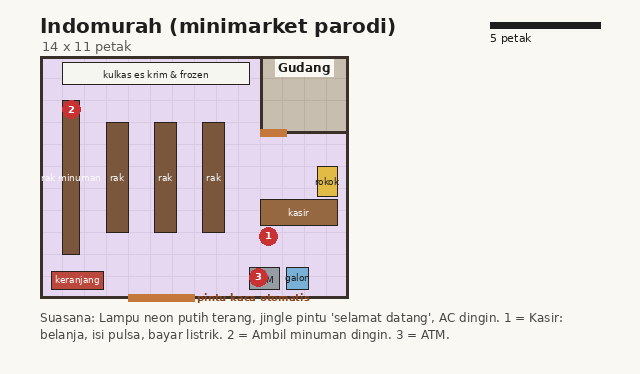 Indomurah (minimarket parodi)
14 x 11 petak
5 petak
Gudang
kulkas es krim & frozen
2
rak minuman
rak
rak
rak
rokok
kasir
1
3
M
galon
keranjang
pintu kaca otomatis
Suasana: Lampu neon putih terang, jingle pintu 'selamat datang', AC dingin. 1 = Kasir:
belanja, isi pulsa, bayar listrik. 2 = Ambil minuman dingin. 3 = ATM.